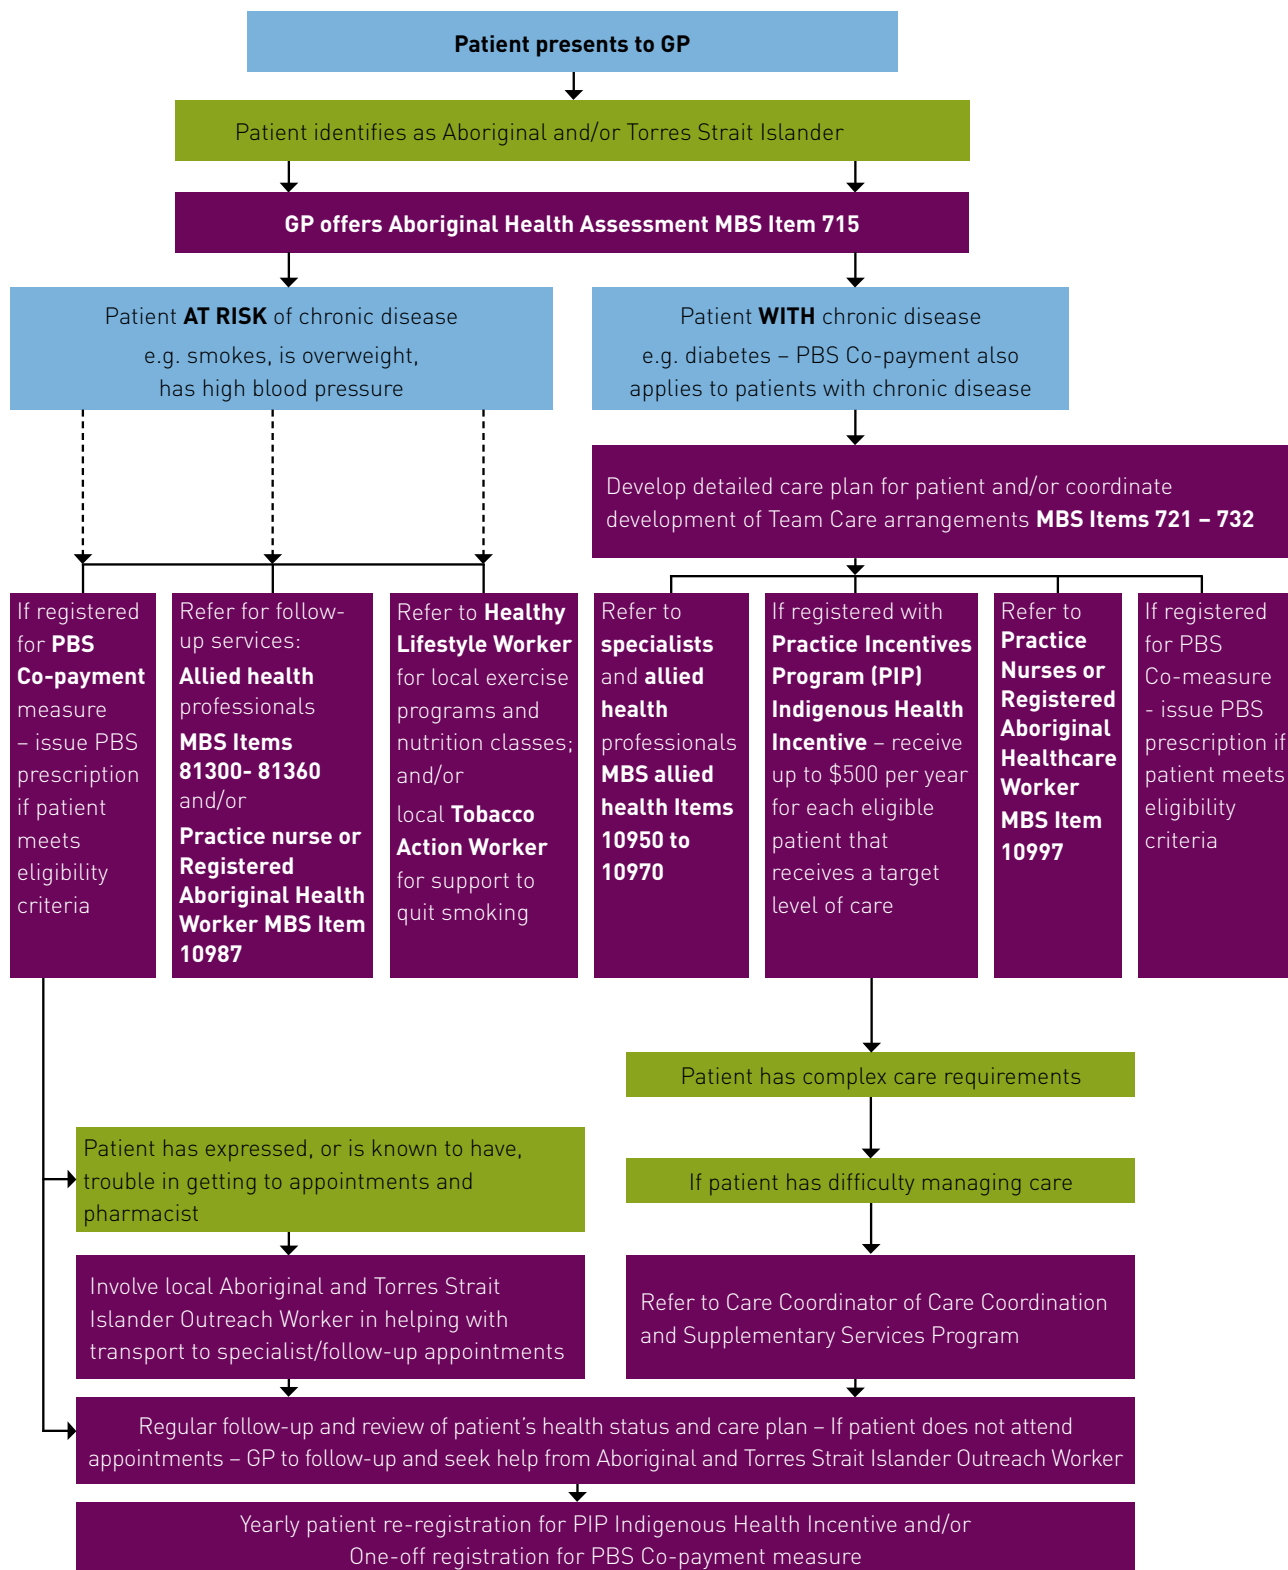 Patient presents to GP
Patient identifies as Aboriginal and/or Torres Strait Islander
GP offers Aboriginal Health Assessment MBS Item 715
Patient AT RISK of chronic disease
e.g. smokes, is overweight,
has high blood pressure
Patient WITH chronic disease
e.g. diabetes – PBS Co-payment also
applies to patients with chronic disease
Develop detailed care plan for patient and/or coordinate
development of Team Care arrangements MBS Items 721 – 732
If registered
for PBS
Co-payment
measure
– issue PBS
prescription
if patient
meets
eligibility
criteria
Refer for follow-
up services:
Allied health
professionals
MBS Items
81300- 81360
and/or
Practice nurse or
Registered
Aboriginal Health
Worker MBS Item
10987
Refer to Healthy
Lifestyle Worker
for local exercise
programs and
nutrition classes;
and/or
local Tobacco
Action Worker
for support to
quit smoking
Refer to
specialists
and allied
health
professionals
MBS allied
health Items
10950 to
10970
If registered with
Practice Incentives
Program (PIP)
Indigenous Health
Incentive – receive
up to $500 per year
for each eligible
patient that
receives a target
level of care
Refer to
Practice
Nurses or
Registered
Aboriginal
Healthcare
Worker
MBS Item
10997
If registered
for PBS
Co-measure
- issue PBS
prescription if
patient meets
eligibility
criteria
Patient has complex care requirements
Patient has expressed, or is known to have,
trouble in getting to appointments and
pharmacist
If patient has difficulty managing care
Involve local Aboriginal and Torres Strait
Islander Outreach Worker in helping with
transport to specialist/follow-up appointments
Refer to Care Coordinator of Care Coordination
and Supplementary Services Program
Regular follow-up and review of patient's health status and care plan – If patient does not attend
appointments – GP to follow-up and seek help from Aboriginal and Torres Strait Islander Outreach Worker
Yearly patient re-registration for PIP Indigenous Health Incentive and/or
One-off registration for PBS Co-payment measure